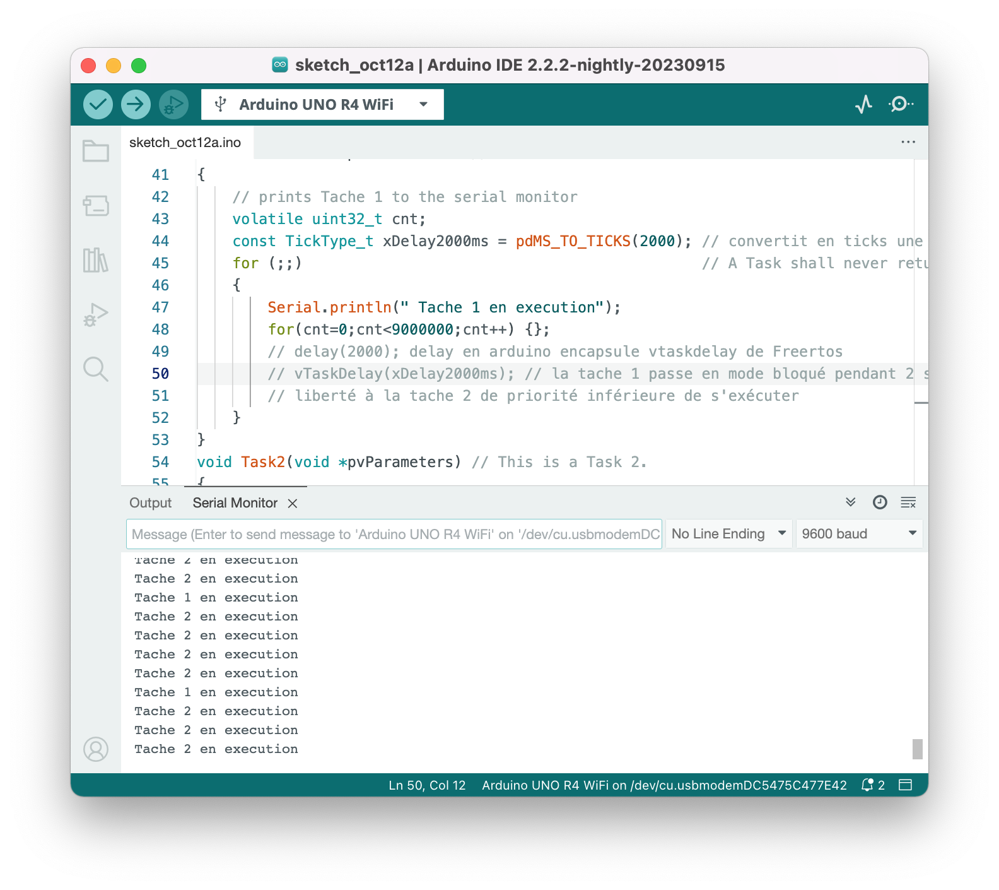 sketch_oct12a | Arduino IDE 2.2.2-nightly-20230915
Arduino UNO R4 WiFi
sketch_oct12a.ino
41 {
42 // prints Tache 1 to the serial monitor
43 volatile uint32_t cnt;
44 const TickType_t xDelay2000ms = pdMS_TO_TICKS(2000); // convertit en ticks une
45 for (;;) // A Task shall never retu
46 {
47 Serial.println(" Tache 1 en execution");
48 for(cnt=0;cnt<9000000;cnt++) {};
49 // delay(2000); delay en arduino encapsule vtaskdelay de Freertos
50 // vTaskDelay(xDelay2000ms); // la tache 1 passe en mode bloqué pendant 2 s
51 // liberté à la tache 2 de priorité inférieure de s'exécuter
52 }
53 }
54 void Task2(void *pvParameters) // This is a Task 2.
55 {
Output Serial Monitor
Message (Enter to send message to 'Arduino UNO R4 WiFi' on '/dev/cu.usbmodemDC No Line Ending 9600 baud
Tache 2 en execution
Tache 2 en execution
Tache 1 en execution
Tache 2 en execution
Tache 2 en execution
Tache 2 en execution
Tache 2 en execution
Tache 1 en execution
Tache 2 en execution
Tache 2 en execution
Tache 2 en execution
Ln 50, Col 12 Arduino UNO R4 WiFi on /dev/cu.usbmodemDC5475C477E42 2